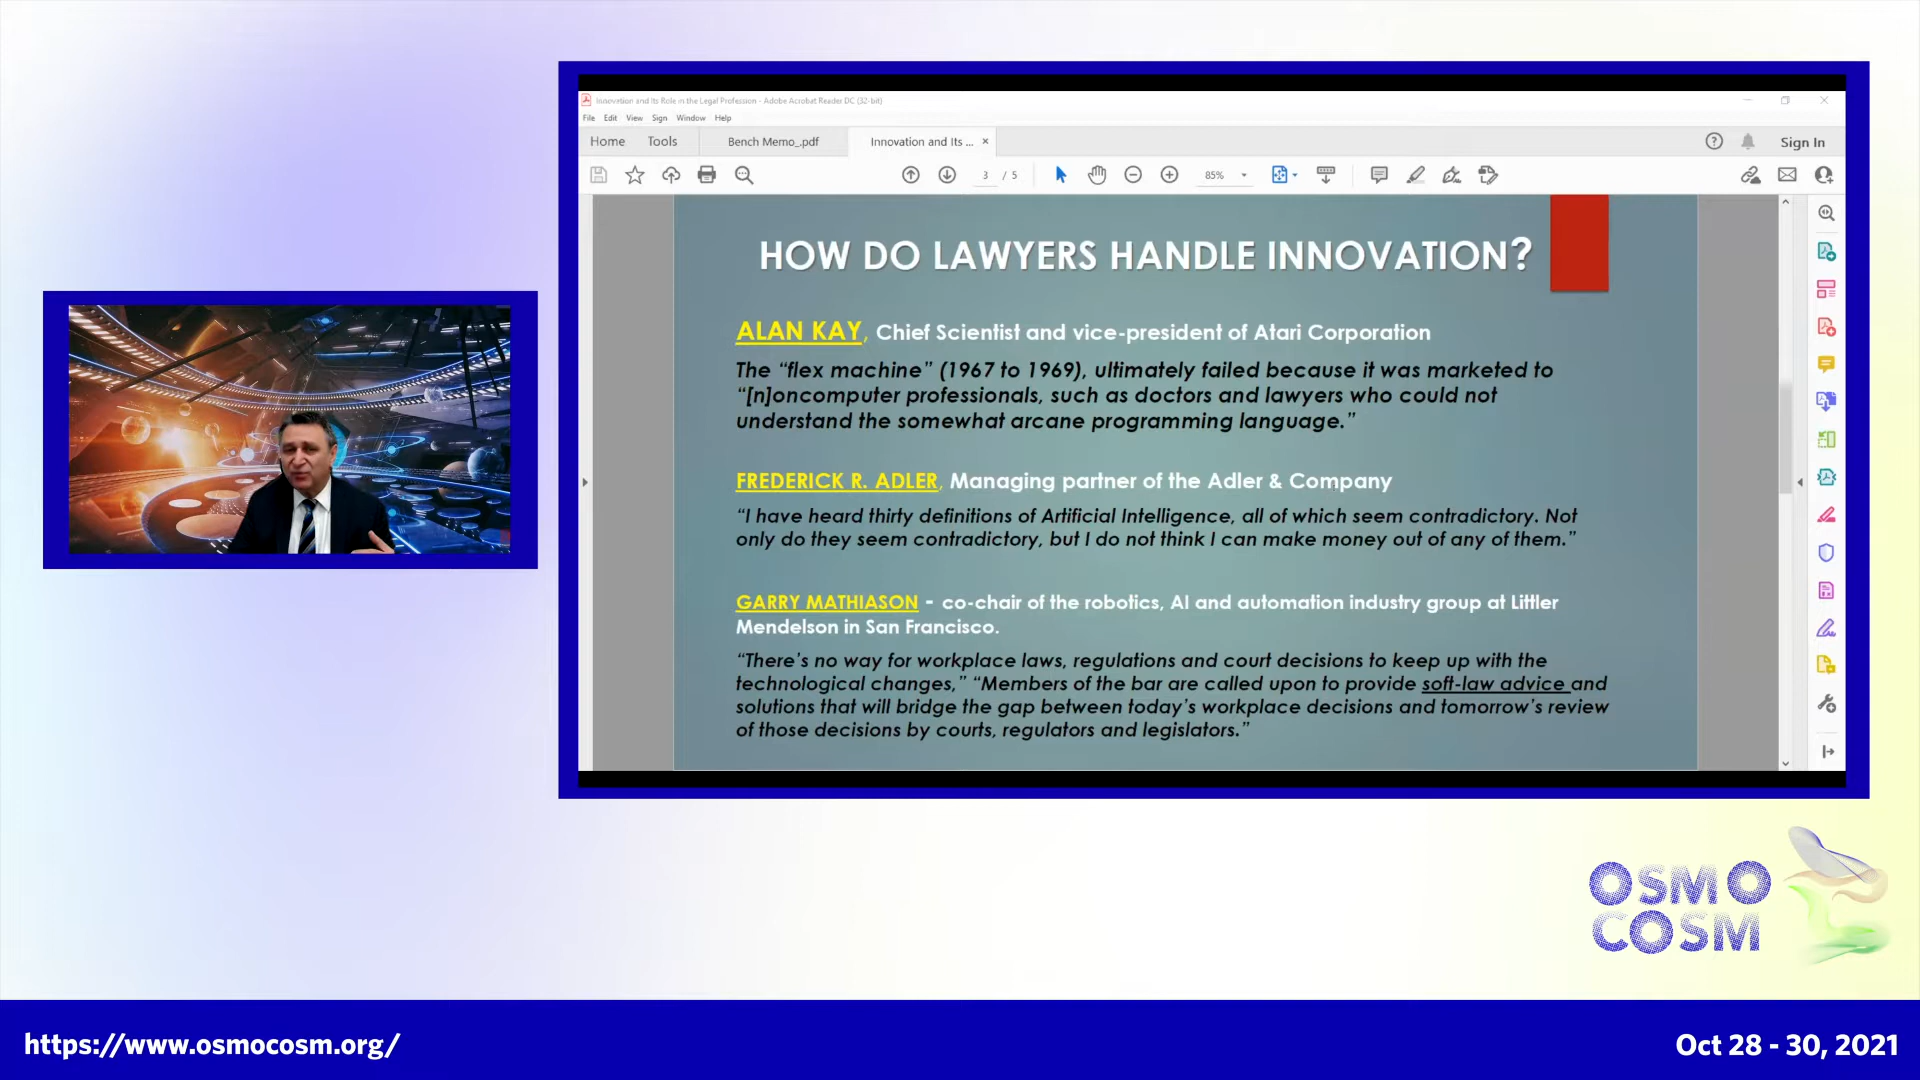 Innovation and Its Role in the Legal Profession - Adobe Acrobat Reader DC (32-bit)
File Edit View Sign Window Help
Home Tools Bench Memo_.pdf Innovation and Its ... × Sign In
3 / 5 85%
HOW DO LAWYERS HANDLE INNOVATION?
ALAN KAY, Chief Scientist and vice-president of Atari Corporation
The “flex machine” (1967 to 1969), ultimately failed because it was marketed to
“[n]oncomputer professionals, such as doctors and lawyers who could not
understand the somewhat arcane programming language.”
FREDERICK R. ADLER, Managing partner of the Adler & Company
“I have heard thirty definitions of Artificial Intelligence, all of which seem contradictory. Not
only do they seem contradictory, but I do not think I can make money out of any of them.”
GARRY MATHIASON - co-chair of the robotics, AI and automation industry group at Littler
Mendelson in San Francisco.
“There’s no way for workplace laws, regulations and court decisions to keep up with the
technological changes,” “Members of the bar are called upon to provide soft-law advice and
solutions that will bridge the gap between today’s workplace decisions and tomorrow’s review
of those decisions by courts, regulators and legislators.”
OSMO
COSM
https://www.osmocosm.org/
Oct 28 - 30, 2021